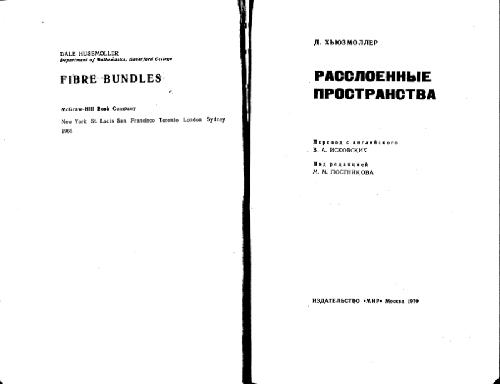 DALE HUSEMOLLER
Department of Mathematics, Haverford College
FIBRE BUNDLES
McGraw-Hill Book Company
New York St. Louis San Francisco Toronto London Sydney
1966
Д. ХЬЮЗМОЛЛЕР
РАССЛОЕННЫЕ
ПРОСТРАНСТВА
Перевод с английского
В. А. ИСКОВСКИХ
Под редакцией
М. М. ПОСТНИКОВА
ИЗДАТЕЛЬСТВО «МИР» Москва 1970